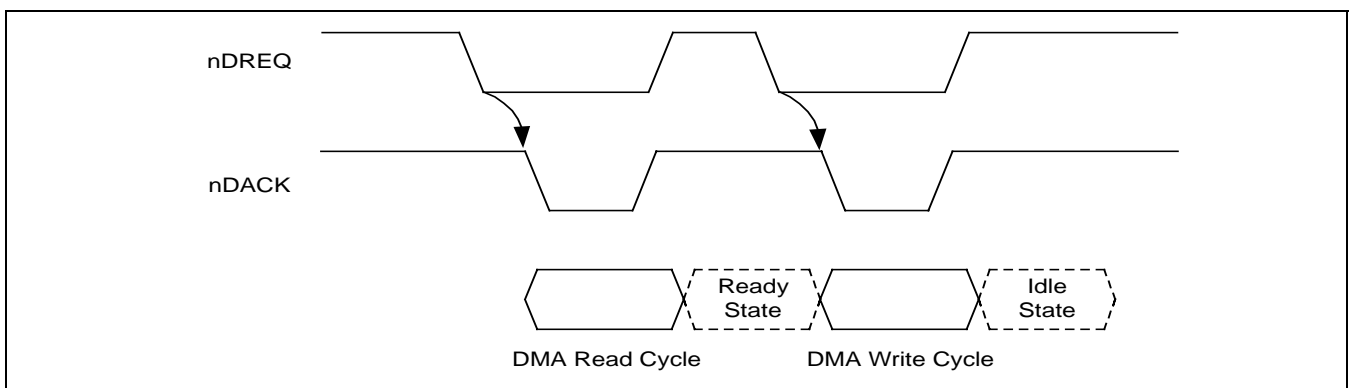 nDREQ
nDACK
Ready
State
Idle
State
DMA Read Cycle
DMA Write Cycle